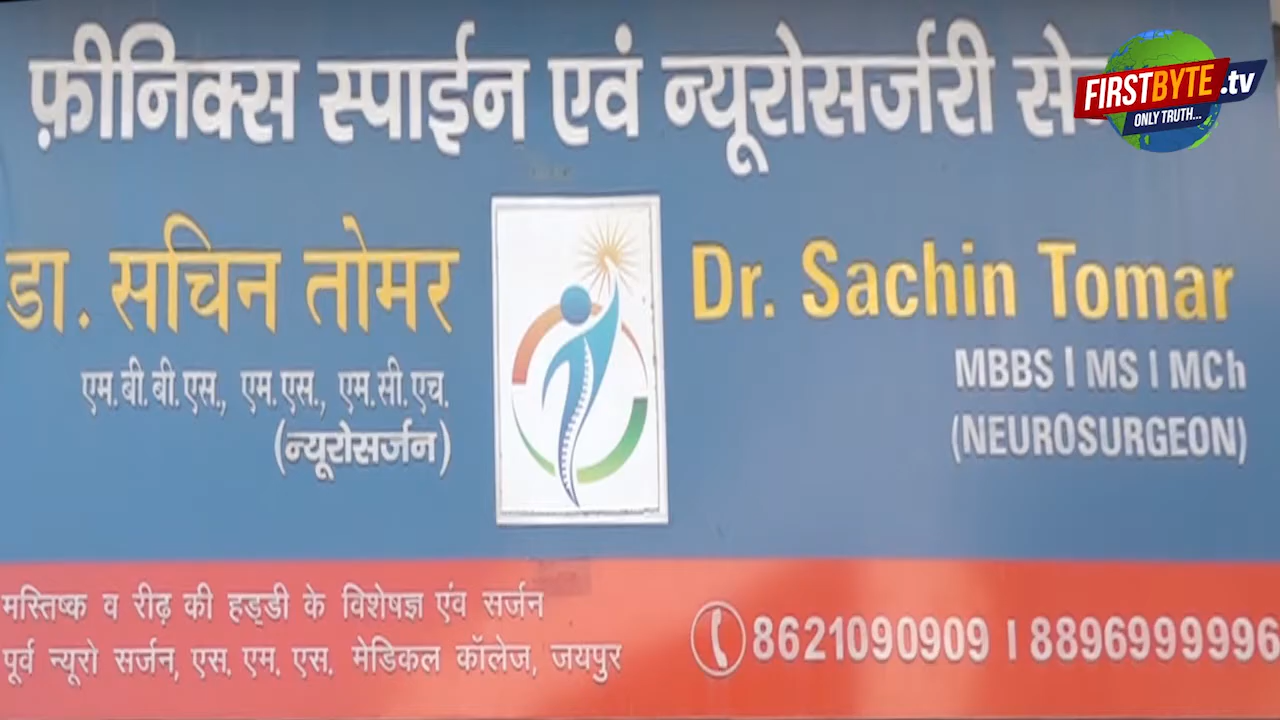 फ़ीनिक्स स्पाईन एवं न्यूरोसर्जरी
FIRSTBYTE.tv
ONLY TRUTH...
डा. सचिन तोमर
एम.बी.बी.एस., एम.एस., एम.सी.एच.
(न्यूरोसर्जन)
Dr. Sachin Tomar
MBBS | MS | MCh
(NEUROSURGEON)
मस्तिष्क व रीढ़ की हड्डी के विशेषज्ञ एंव सर्जन
पूर्व न्यूरो सर्जन, एस. एम. एस. मेडिकल कॉलेज, जयपुर
8621090909 | 8896999996